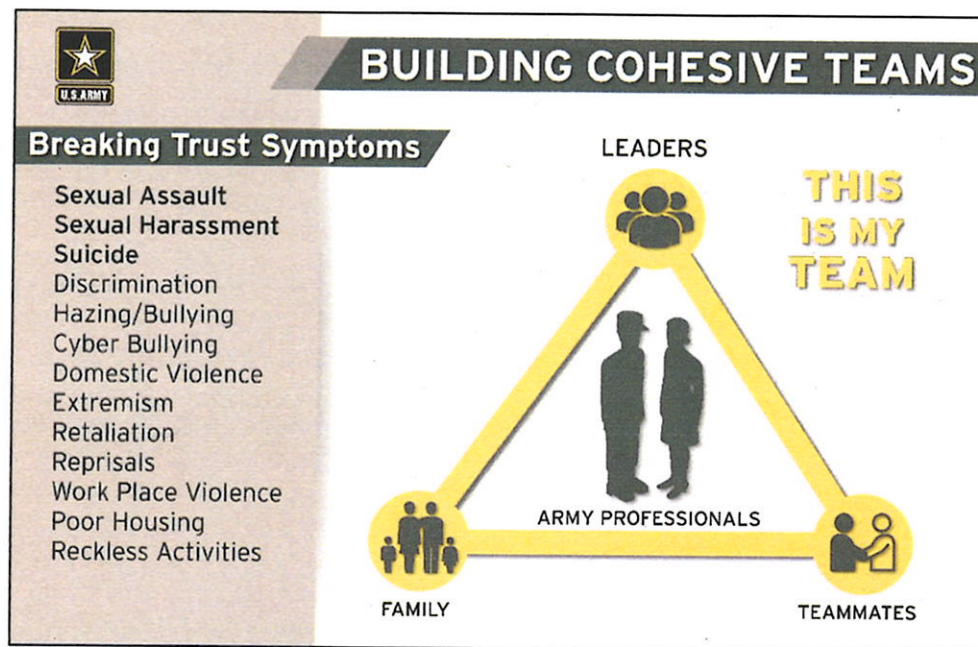 U.S.ARMY
BUILDING COHESIVE TEAMS
Breaking Trust Symptoms
Sexual Assault
Sexual Harassment
Suicide
Discrimination
Hazing/Bullying
Cyber Bullying
Domestic Violence
Extremism
Retaliation
Reprisals
Work Place Violence
Poor Housing
Reckless Activities
LEADERS
THIS
IS MY
TEAM
ARMY PROFESSIONALS
FAMILY
TEAMMATES